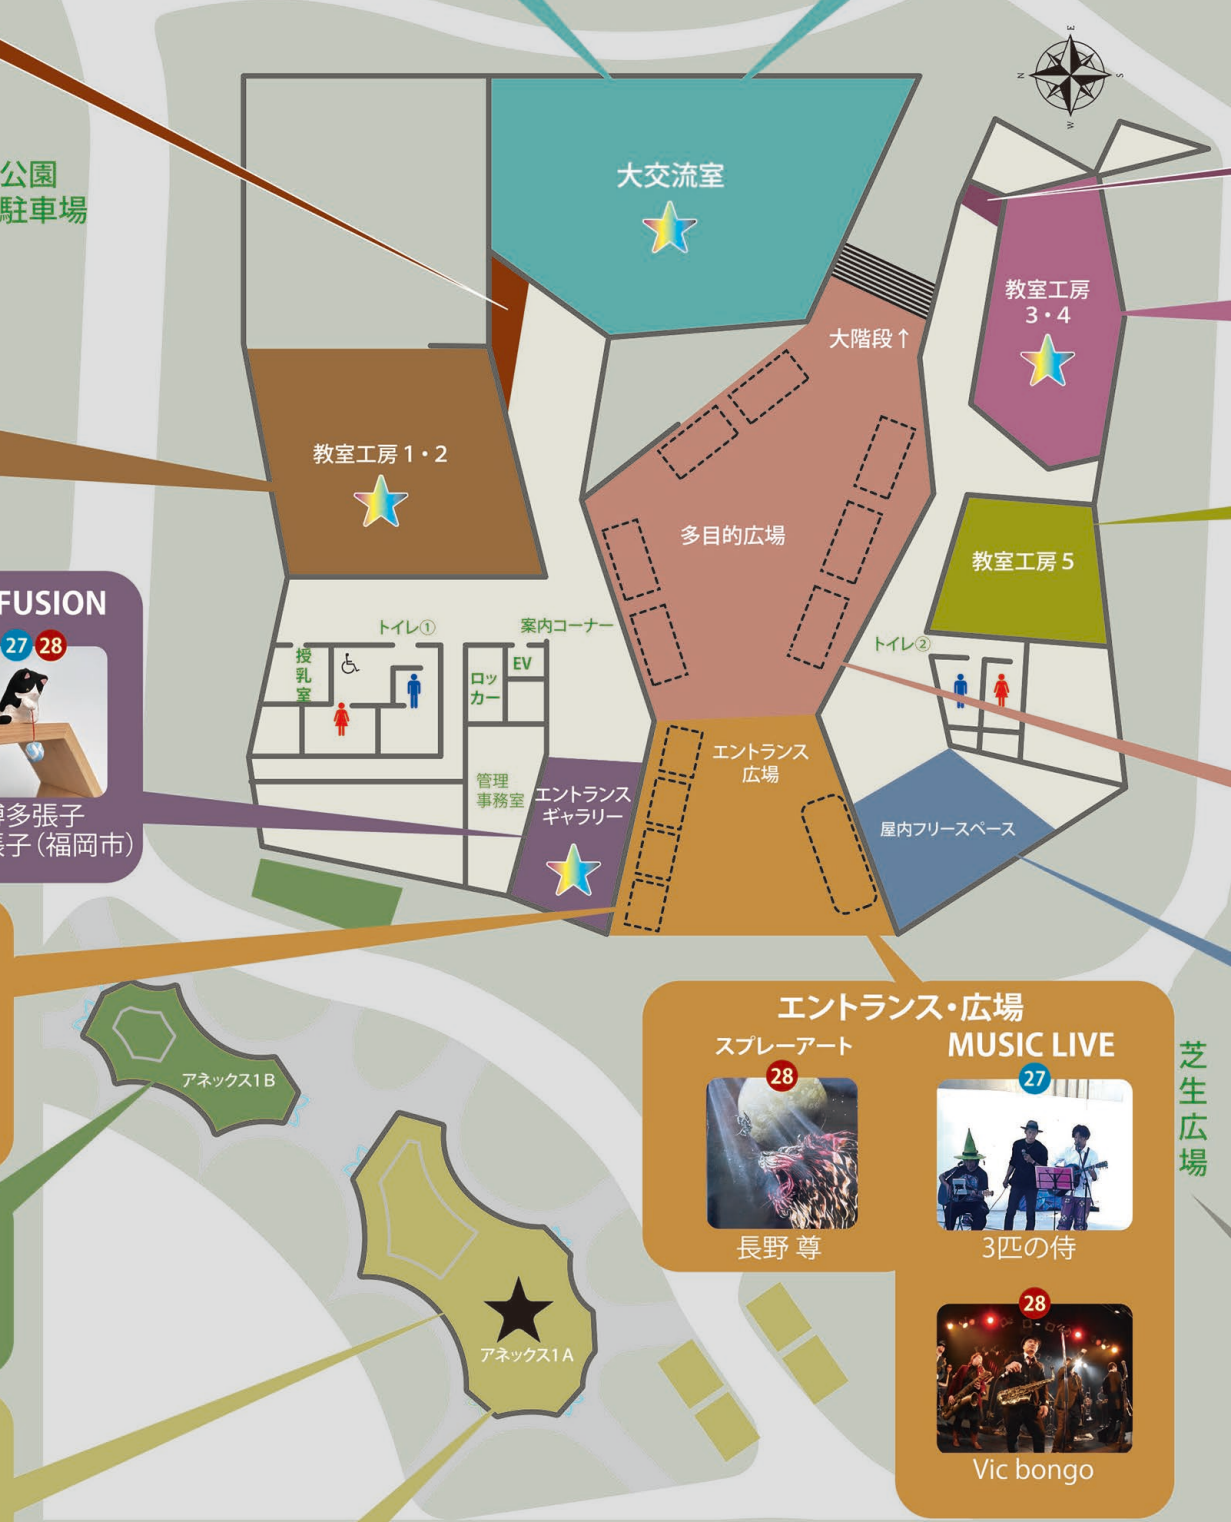 E
N
S
W
公園
駐車場
大交流室
教室工房
3・4
大階段↑
教室工房 1・2
多目的広場
教室工房 5
FUSION
27 28
トイレ①
案内コーナー
トイレ②
授乳室
ロッカー
EV
管理
事務室
エントランス
広場
エントランス
ギャラリー
屋内フリースペース
博多張子
張子（福岡市）
アネックス1B
アネックス1A
エントランス・広場
スプレーアート
28
長野 尊
MUSIC LIVE
27
3匹の侍
28
Vic bongo
芝生広場